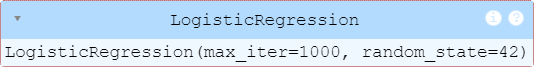 LogisticRegression
LogisticRegression(max_iter=1000, random_state=42)